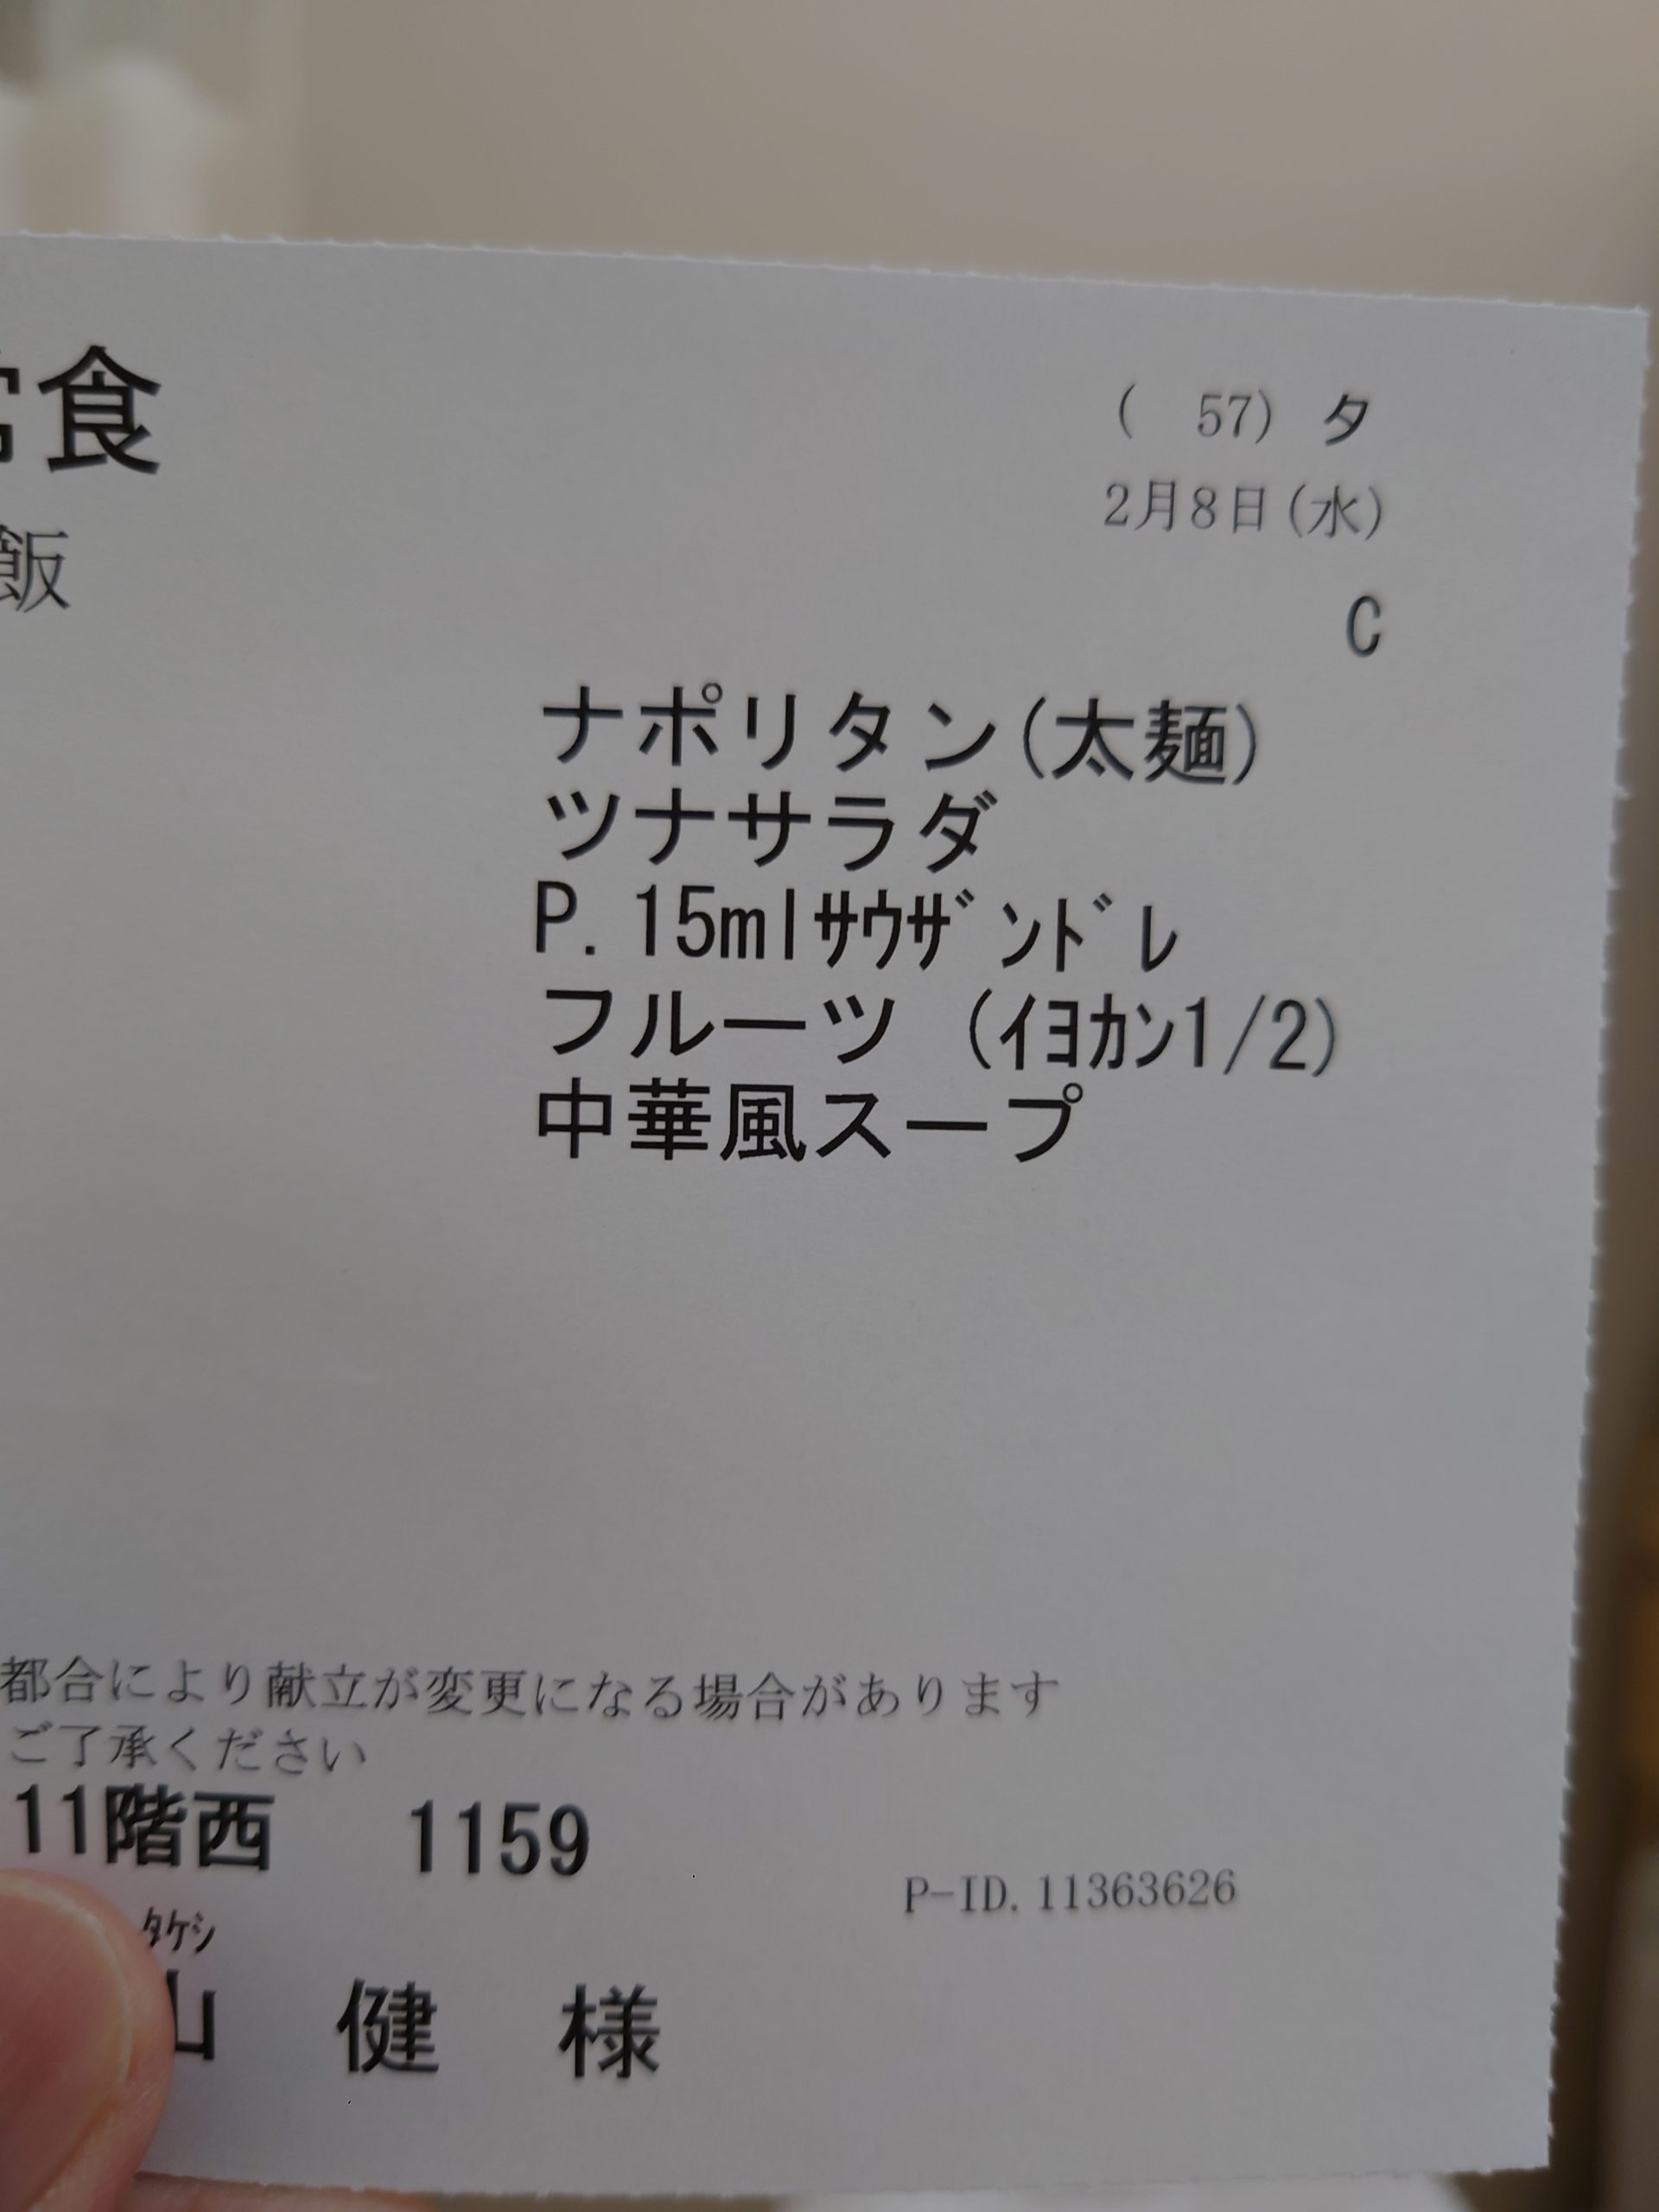 食
飯
( 57) 夕
2月8日(水)
C
ナポリタン(太麺)
ツナサラダ
P.15mlｻｳｻﾞﾝﾄﾞﾚ
フルーツ (ｲﾖｶﾝ1/2)
中華風スープ
都合により献立が変更になる場合があります
ご了承ください
11階西 1159
P-ID.11363626
ﾀｹｼ
山 健 様